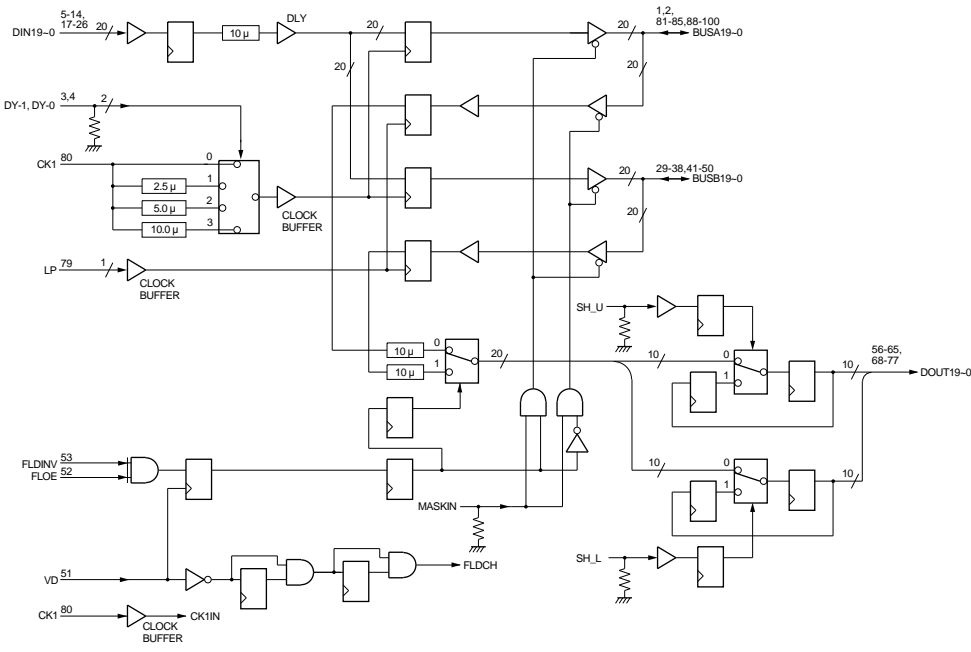 5-14,
17-26
DIN19~0
20
10 µ
DLY
20
20
20
1,2,
81-85,88-100
BUSA19~0
20
20
3,4
DY-1, DY-0
2
CK1
80
0
1
2
3
2.5 µ
5.0 µ
10.0 µ
CLOCK
BUFFER
20
29-38,41-50
BUSB19~0
20
LP
79
1
CLOCK
BUFFER
SH_U
10 µ
0
10 µ
1
20
10
0
1
10
56-65,
68-77
DOUT19~0
FLDINV
53
FLOE
52
MASKIN
10
0
1
10
SH_L
VD
51
FLDCH
CK1
80
CK1IN
CLOCK
BUFFER